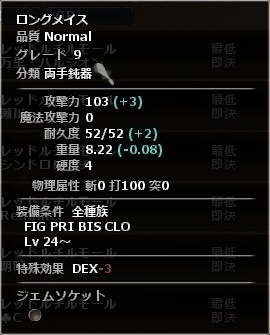 ロングメイス
品質 Normal
グレード 9
分類 両手鈍器
攻撃力 103 (+3)
魔法攻撃力 0
耐久度 52/52 (+2)
重量 8.22 (-0.08)
硬度 4
物理属性 斬0 打100 突0
装備条件 全種族
FIG PRI BIS CLO
Lv 24～
特殊効果 DEX-3
ジェムソケット